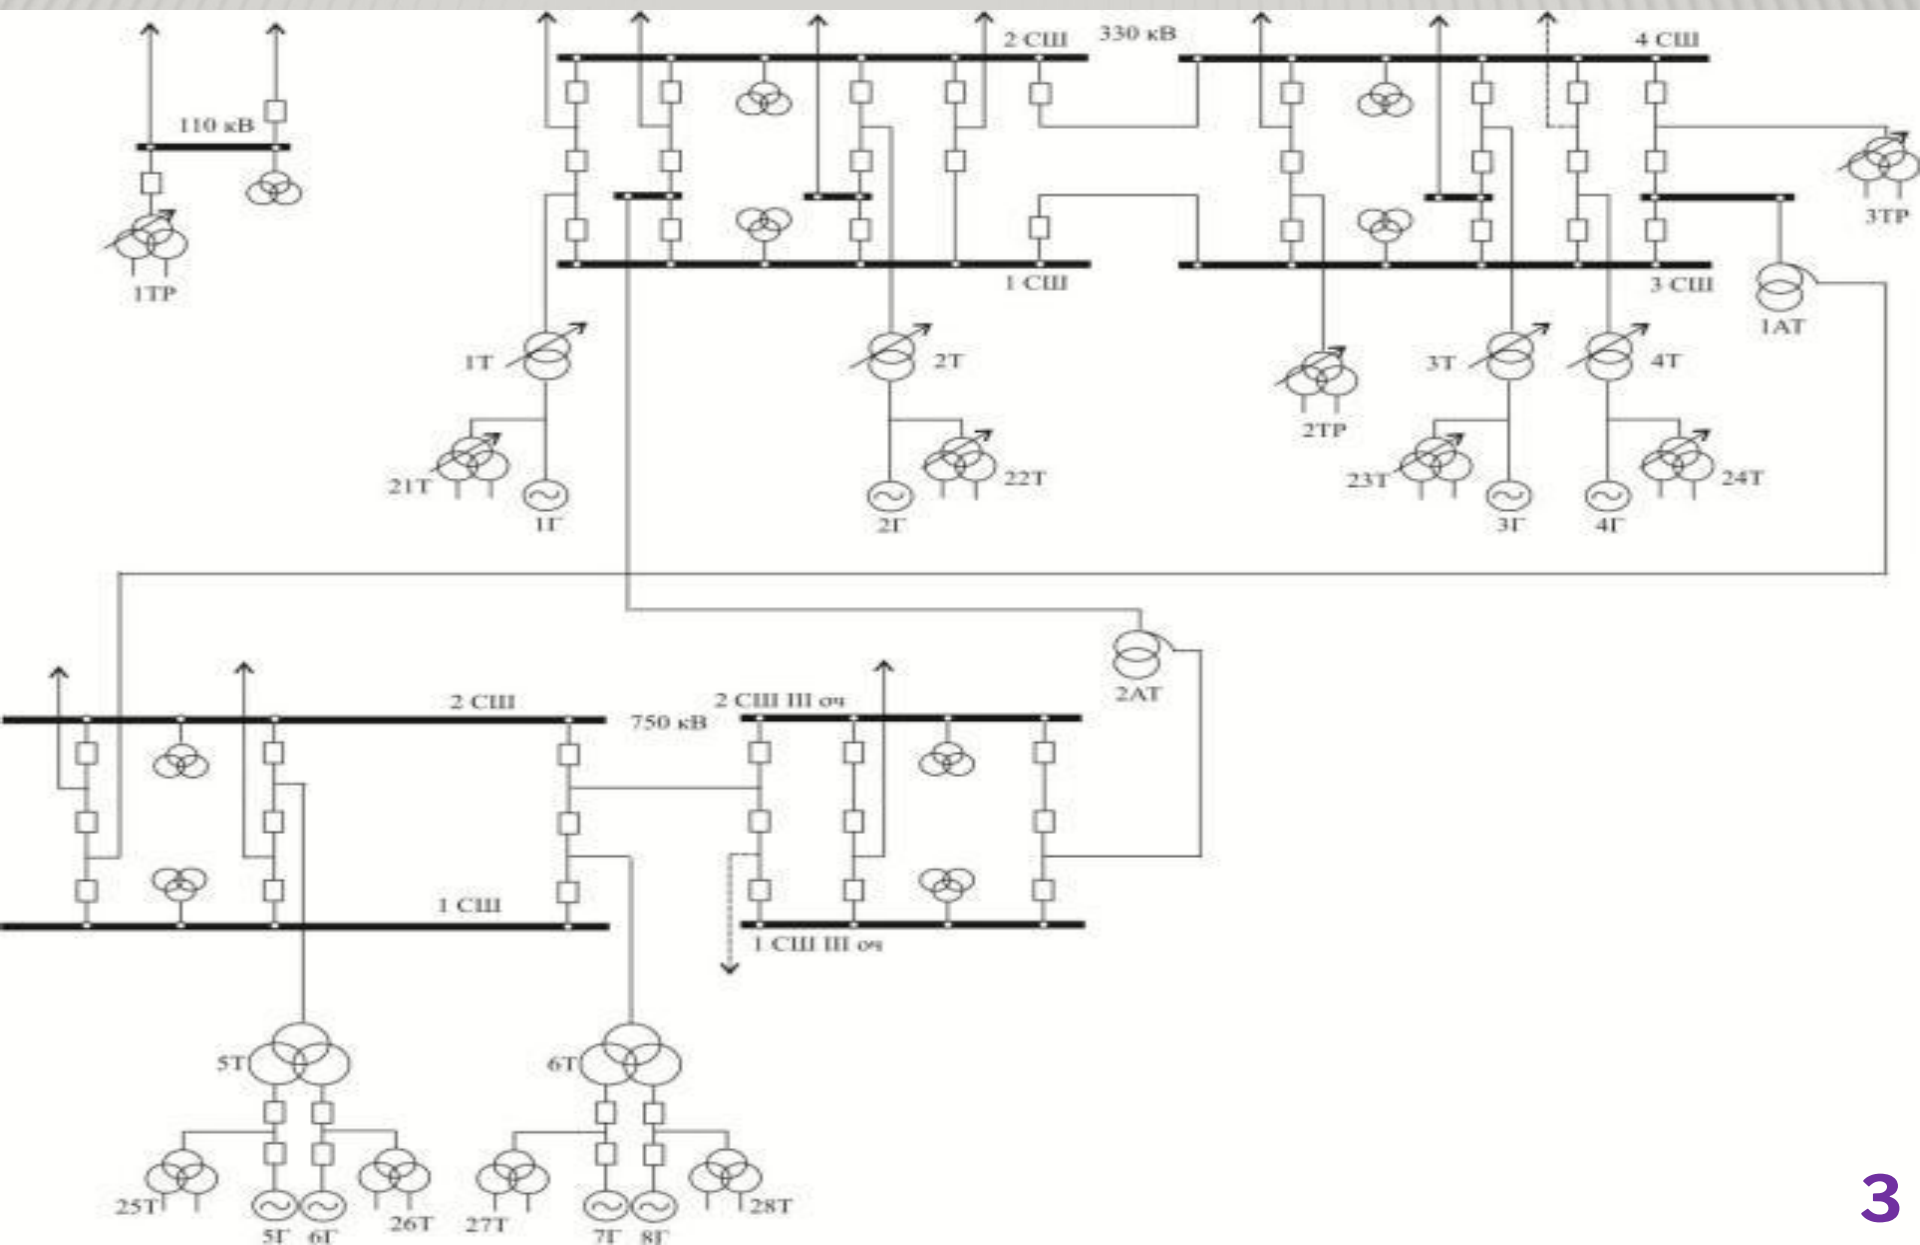 2 СШ
330 кВ
4 СШ
110 кВ
1ТР
1 СШ
3 СШ
3ТР
1АТ
1Т
2Т
3Т
4Т
2ТР
21Т
22Т
23Т
24Т
1Г
2Г
3Г
4Г
2АТ
2 СШ
750 кВ
2 СШ III оч
1 СШ
1 СШ III оч
5Т
6Т
25Т
26Т
27Т
28Т
5Г
6Г
7Г
8Г
3